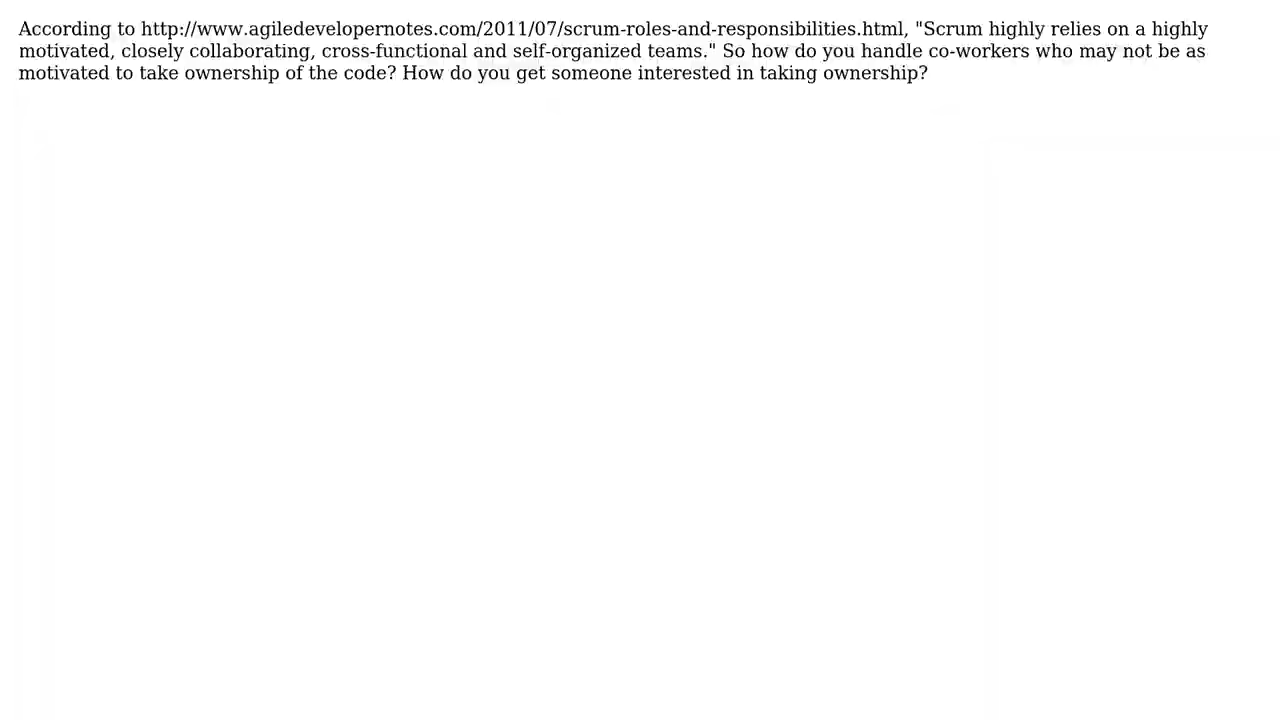 According to http://www.agiledevelopernotes.com/2011/07/scrum-roles-and-responsibilities.html, "Scrum highly relies on a highly
motivated, closely collaborating, cross-functional and self-organized teams." So how do you handle co-workers who may not be as
motivated to take ownership of the code? How do you get someone interested in taking ownership?